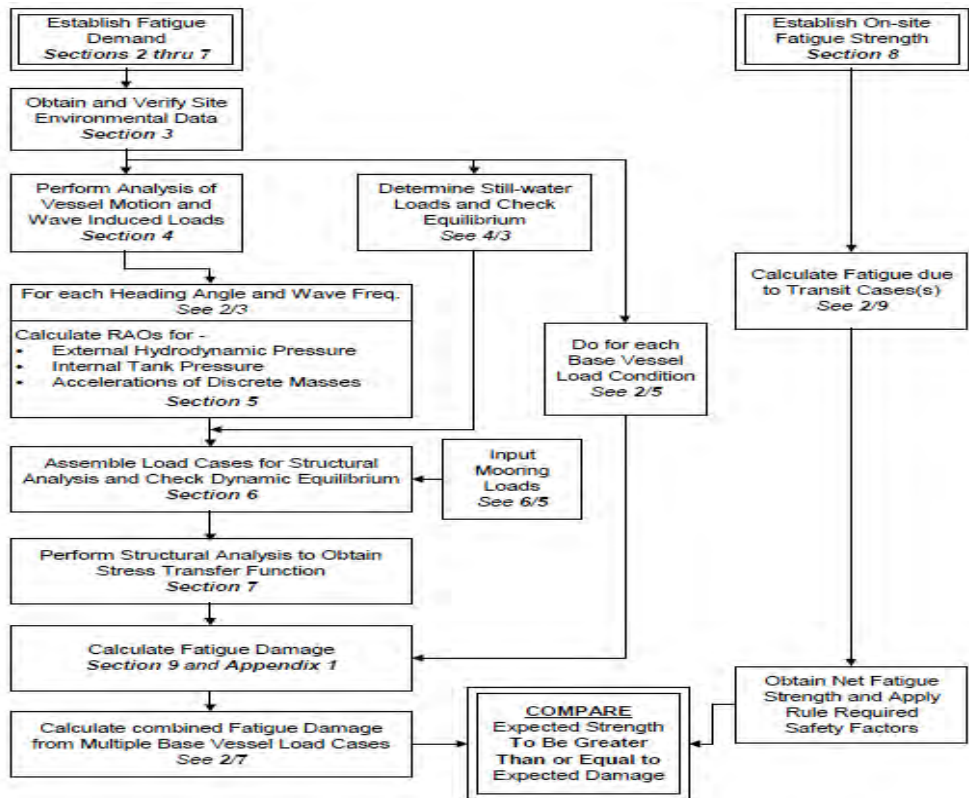 Establish Fatigue
Demand
Sections 2 thru 7
Establish On-site
Fatigue Strength
Section 8
Obtain and Verify Site
Environmental Data
Section 3
Perform Analysis of
Vessel Motion and
Wave Induced Loads
Section 4
Determine Still-water
Loads and Check
Equilibrium
See 4/3
For each Heading Angle and Wave Freq.
See 2/3
Calculate RAOs for -
• External Hydrodynamic Pressure
• Internal Tank Pressure
• Accelerations of Discrete Masses
Section 5
Do for each
Base Vessel
Load Condition
See 2/5
Calculate Fatigue due
to Transit Cases(s)
See 2/9
Assemble Load Cases for Structural
Analysis and Check Dynamic Equilibrium
Section 6
Input
Mooring
Loads
See 6/5
Perform Structural Analysis to Obtain
Stress Transfer Function
Section 7
Calculate Fatigue Damage
Section 9 and Appendix 1
Calculate combined Fatigue Damage
from Multiple Base Vessel Load Cases
See 2/7
COMPARE
Expected Strength
To Be Greater
Than or Equal to
Expected Damage
Obtain Net Fatigue
Strength and Apply
Rule Required
Safety Factors